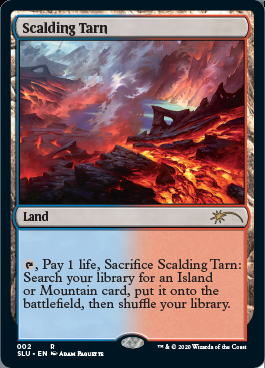 Scalding Tarn
Land
, Pay 1 life, Sacrifice Scalding Tarn:
Search your library for an Island
or Mountain card, put it onto the
battlefield, then shuffle your library.
002 R
SLU • EN Adam Paquette
™ & © 2020 Wizards of the Coast